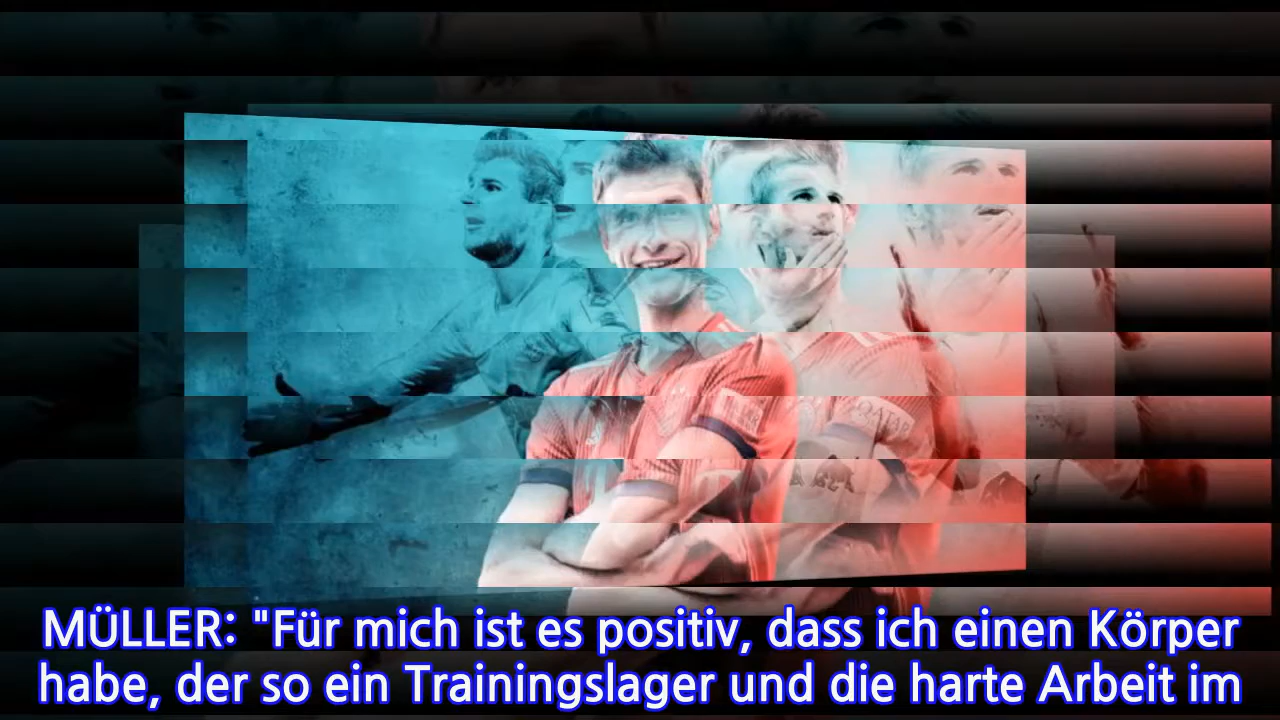 MÜLLER: "Für mich ist es positiv, dass ich einen Körper
habe, der so ein Trainingslager und die harte Arbeit im